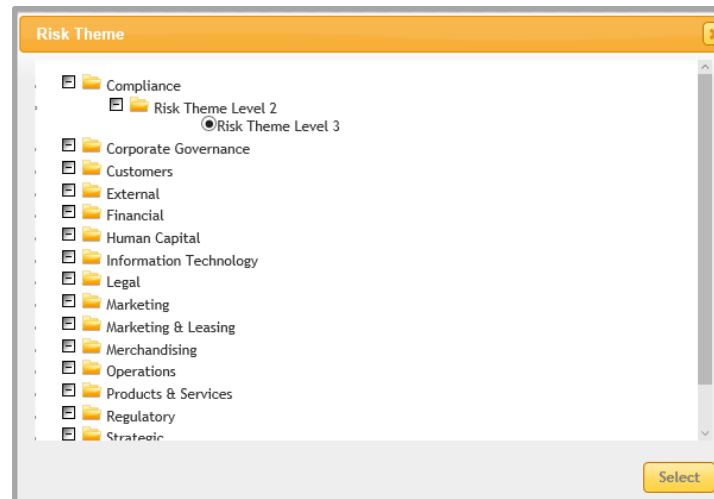 Risk Theme
Compliance
Risk Theme Level 2
Risk Theme Level 3
Corporate Governance
Customers
External
Financial
Human Capital
Information Technology
Legal
Marketing
Marketing & Leasing
Merchandising
Operations
Products & Services
Regulatory
Strategic
Select